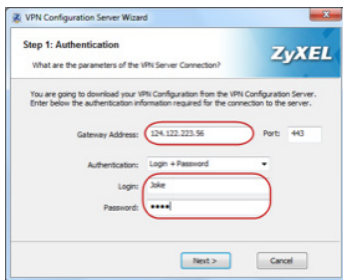 VPN Configuration Server Wizard
Step 1: Authentication
ZyXEL
What are the parameters of the VPN Server Connection?
You are going to download your VPN Configuration from the VPN Configuration Server.
Enter below the authentication information required for the connection to the server.
Gateway Address: 124.122.223.56 Port: 443
Authentication: Login + Password
Login: Joke
Password: ●●●●
Next > Cancel